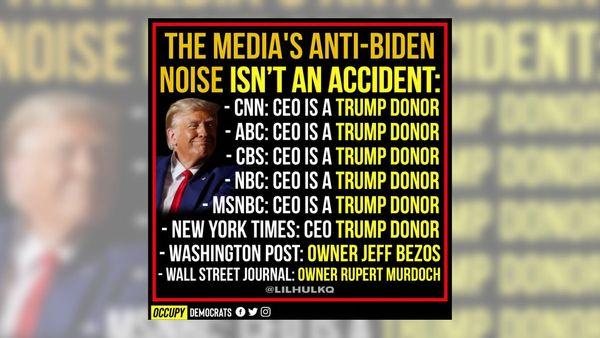 THE MEDIA'S ANTI-BIDEN
NOISE ISN'T AN ACCIDENT:
- CNN: CEO IS A TRUMP DONOR
- ABC: CEO IS A TRUMP DONOR
- CBS: CEO IS A TRUMP DONOR
- NBC: CEO IS A TRUMP DONOR
- MSNBC: CEO IS A TRUMP DONOR
- NEW YORK TIMES: CEO TRUMP DONOR
- WASHINGTON POST: OWNER JEFF BEZOS
- WALL STREET JOURNAL: OWNER RUPERT MURDOCH
@LILHULKQ
OCCUPY DEMOCRATS